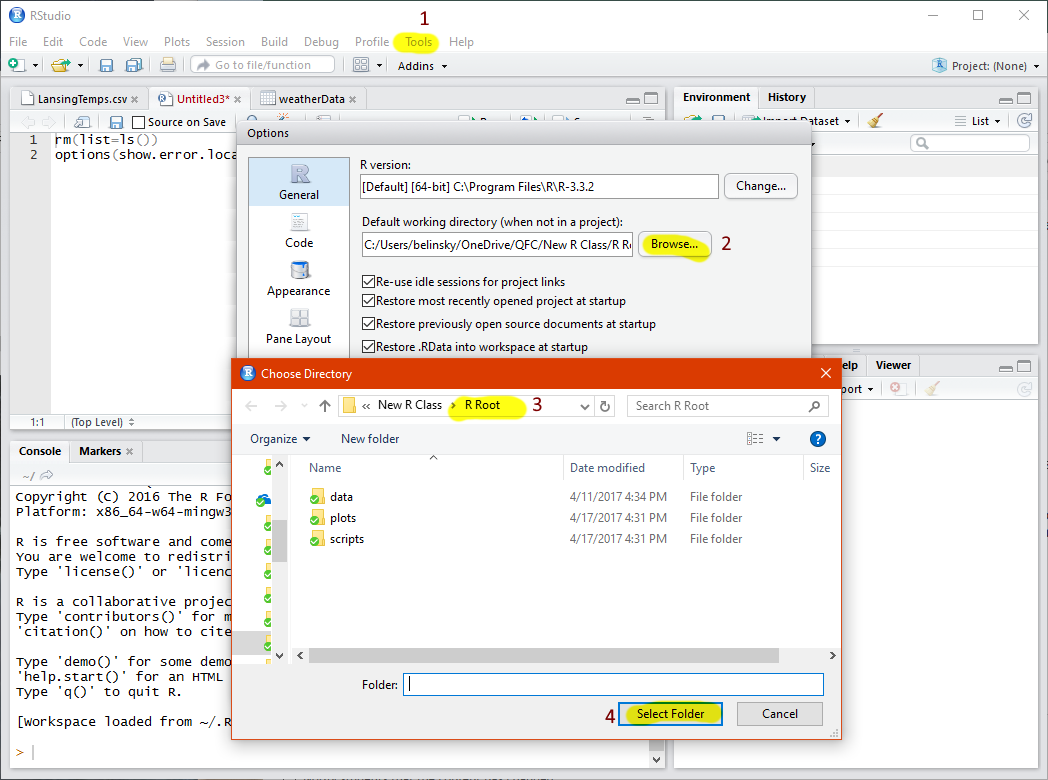 1
RStudio
File Edit Code View Plots Session Build Debug Profile Tools Help
Go to file/function Addins Project: (None)
LansingTemps.csv Untitled3* weatherData
Source on Save
1 rm(list=ls())
2 options(show.error.loca
1:1 (Top Level)
Environment History
Import Dataset List
Viewer
Console Markers
~/
Copyright (C) 2016 The R Fo
Platform: x86_64-w64-mingw3
R is free software and come
You are welcome to redistri
Type 'license()' or 'licenc
R is a collaborative projec
Type 'contributors()' for m
'citation()' on how to cite
Type 'demo()' for some demo
'help.start()' for an HTML
Type 'q()' to quit R.
[Workspace loaded from ~/.R
>
Options
General
Code
Appearance
Pane Layout
R version:
[Default] [64-bit] C:\Program Files\R\R-3.3.2 Change...
Default working directory (when not in a project):
C:/Users/belinsky/OneDrive/QFC/New R Class/R R Browse... 2
Re-use idle sessions for project links
Restore most recently opened project at startup
Restore previously open source documents at startup
Restore .RData into workspace at startup
Choose Directory
« New R Class › R Root 3 Search R Root
Organize New folder ?
Name Date modified Type Size
data 4/11/2017 4:34 PM File folder
plots 4/17/2017 4:31 PM File folder
scripts 4/17/2017 4:31 PM File folder
Folder:
4 Select Folder Cancel